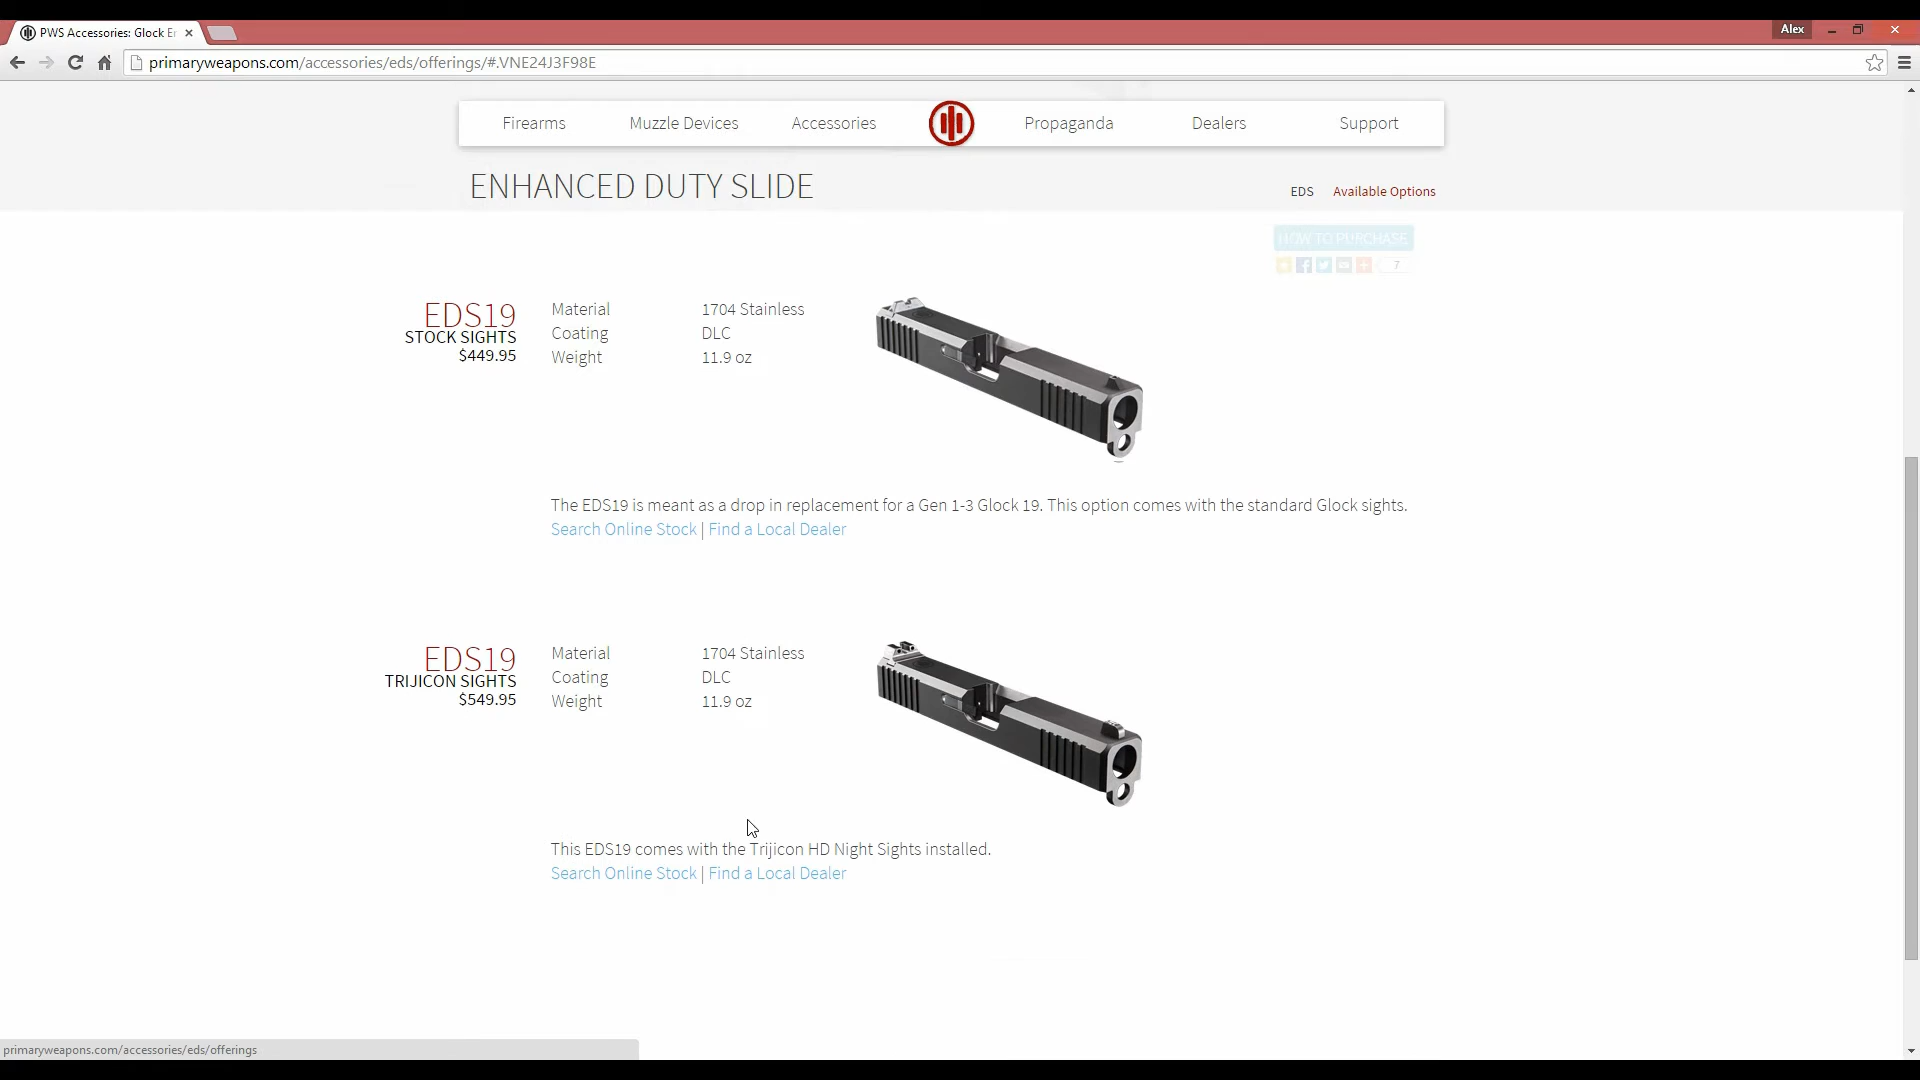 PWS Accessories: Glock Er
Alex
primaryweapons.com/accessories/eds/offerings/#.VNE24J3F98E
Firearms
Muzzle Devices
Accessories
Propaganda
Dealers
Support
ENHANCED DUTY SLIDE
EDS
Available Options
HOW TO PURCHASE
7
EDS19
STOCK SIGHTS
$449.95
Material 1704 Stainless
Coating DLC
Weight 11.9 oz
The EDS19 is meant as a drop in replacement for a Gen 1-3 Glock 19. This option comes with the standard Glock sights.
Search Online Stock | Find a Local Dealer
EDS19
TRIJICON SIGHTS
$549.95
Material 1704 Stainless
Coating DLC
Weight 11.9 oz
This EDS19 comes with the Trijicon HD Night Sights installed.
Search Online Stock | Find a Local Dealer
primaryweapons.com/accessories/eds/offerings